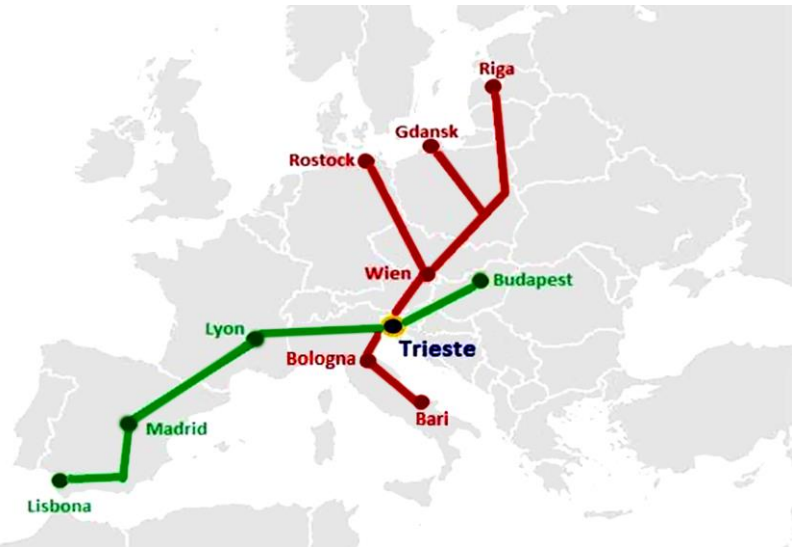 Riga
Gdansk
Rostock
Wien
Budapest
Lyon
Trieste
Bologna
Bari
Madrid
Lisbona